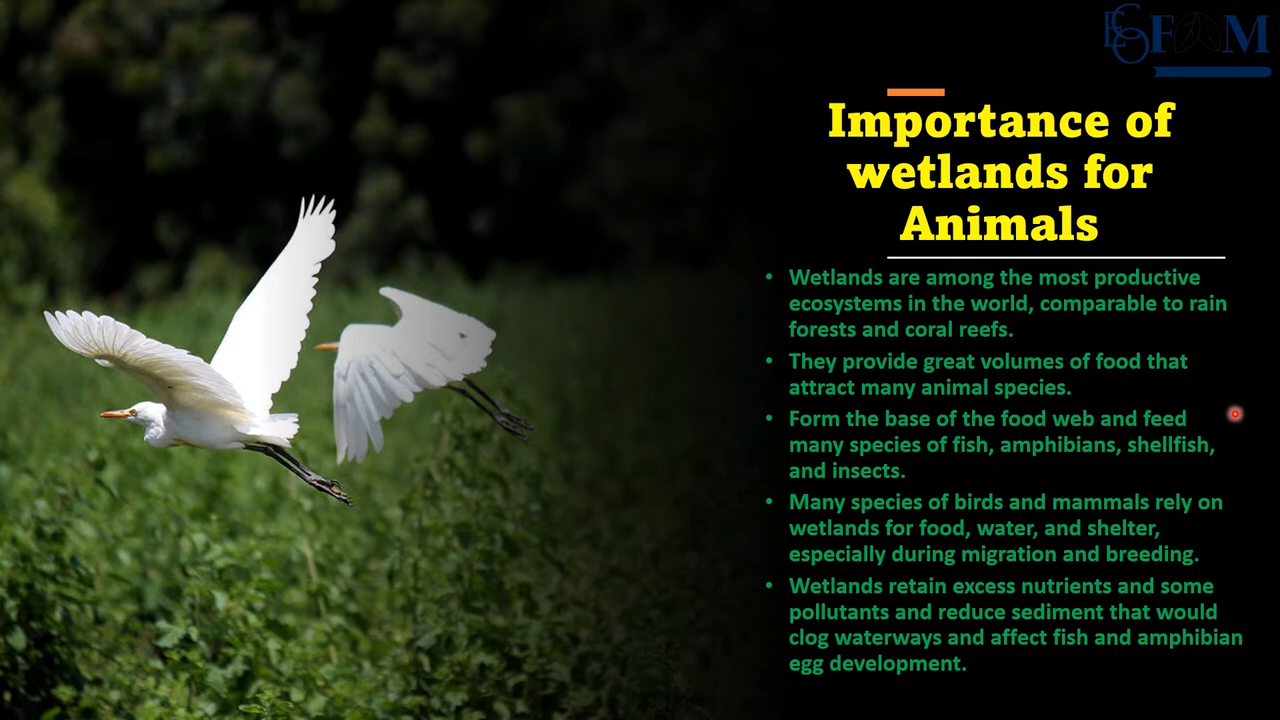 ECOFAM
Importance of
wetlands for
Animals
• Wetlands are among the most productive
ecosystems in the world, comparable to rain
forests and coral reefs.
• They provide great volumes of food that
attract many animal species.
• Form the base of the food web and feed
many species of fish, amphibians, shellfish,
and insects.
• Many species of birds and mammals rely on
wetlands for food, water, and shelter,
especially during migration and breeding.
• Wetlands retain excess nutrients and some
pollutants and reduce sediment that would
clog waterways and affect fish and amphibian
egg development.